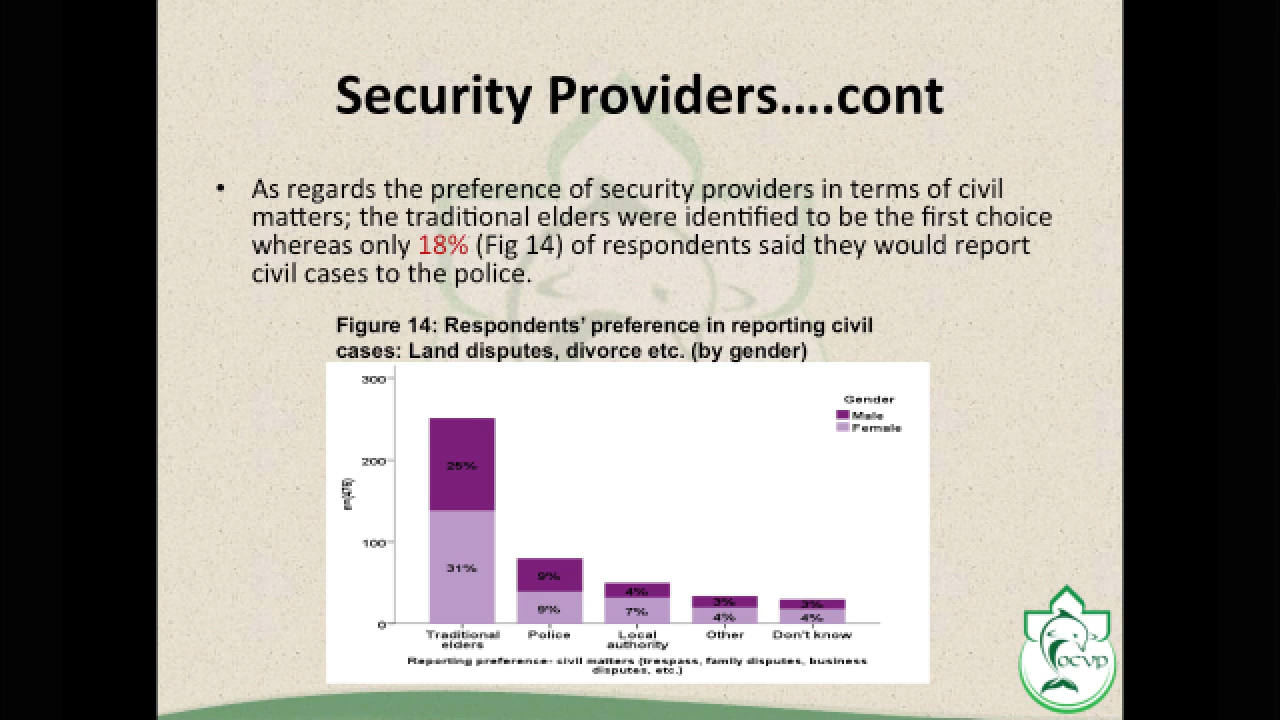 Security Providers....cont
• As regards the preference of security providers in terms of civil
matters; the traditional elders were identified to be the first choice
whereas only 18% (Fig 14) of respondents said they would report
civil cases to the police.
Figure 14: Respondents' preference in reporting civil
cases: Land disputes, divorce etc. (by gender)
300
200
100
0
n=(475)
Gender
Male
Female
25%
31%
9%
9%
4%
7%
3%
4%
3%
4%
Traditional
elders
Police
Local
authority
Other
Don't know
Reporting preference- civil matters (trespass, family disputes, business
disputes, etc.)
ocvp